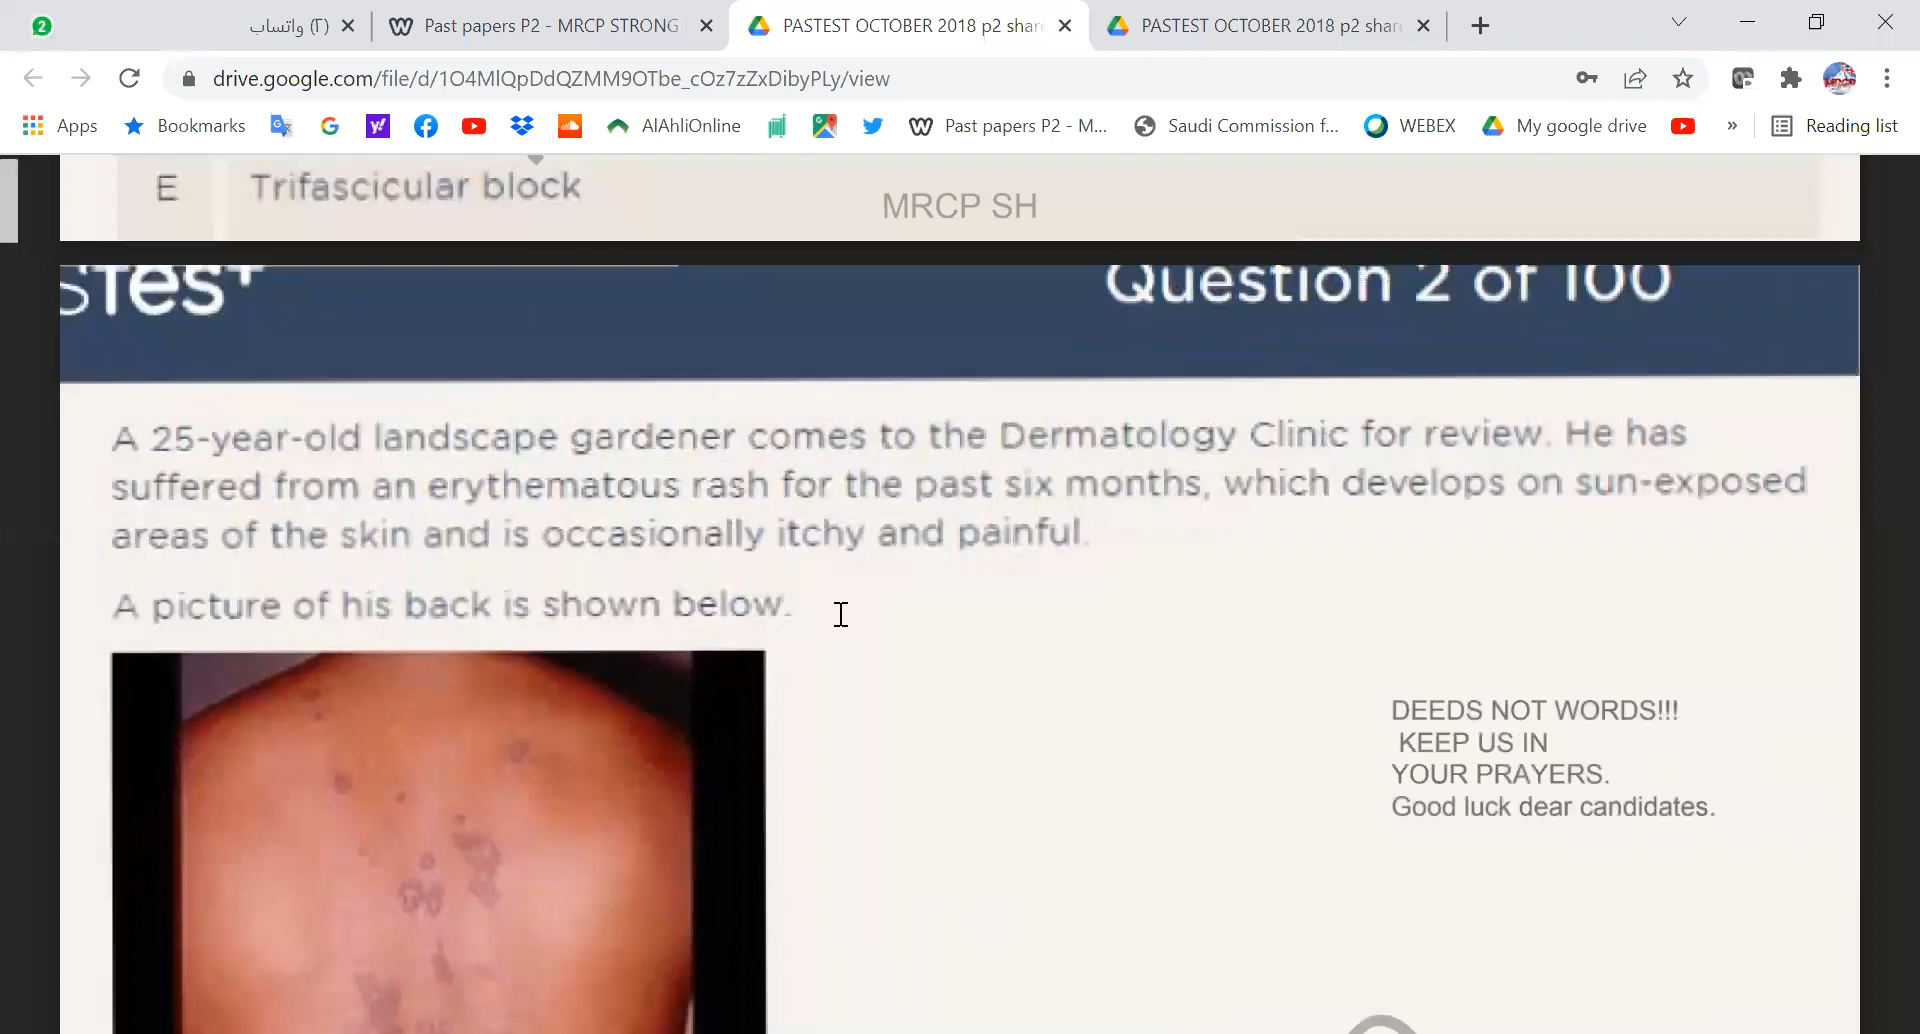 واتساب (٢)
Past papers P2 - MRCP STRONG
PASTEST OCTOBER 2018 p2 shar
PASTEST OCTOBER 2018 p2 shar
drive.google.com/file/d/1O4MlQpDdQZMM9OTbe_cOz7zZxDibyPLy/view
Apps
Bookmarks
AlAhliOnline
Past papers P2 - M...
Saudi Commission f...
WEBEX
My google drive
Reading list
E Trifascicular block
MRCP SH
Question 2 of 100
A 25-year-old landscape gardener comes to the Dermatology Clinic for review. He has
suffered from an erythematous rash for the past six months, which develops on sun-exposed
areas of the skin and is occasionally itchy and painful.
A picture of his back is shown below.
DEEDS NOT WORDS!!!
KEEP US IN
YOUR PRAYERS.
Good luck dear candidates.